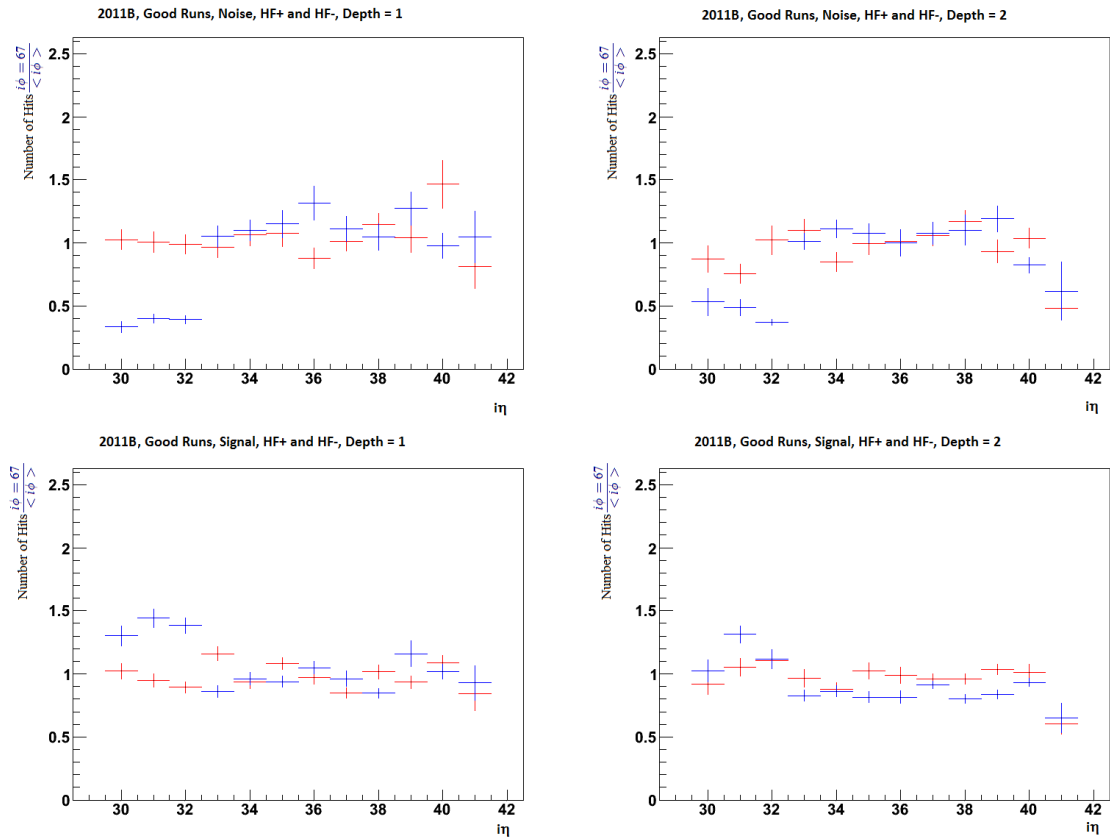 2011B, Good Runs, Noise, HF+ and HF-, Depth = 1
Number of Hits iϕ = 67 / < iϕ >
2.5
2
1.5
1
0.5
0
30 32 34 36 38 40 42
iη
2011B, Good Runs, Noise, HF+ and HF-, Depth = 2
Number of Hits iϕ = 67 / < iϕ >
2.5
2
1.5
1
0.5
0
30 32 34 36 38 40 42
iη
2011B, Good Runs, Signal, HF+ and HF-, Depth = 1
Number of Hits iϕ = 67 / < iϕ >
2.5
2
1.5
1
0.5
0
30 32 34 36 38 40 42
iη
2011B, Good Runs, Signal, HF+ and HF-, Depth = 2
Number of Hits iϕ = 67 / < iϕ >
2.5
2
1.5
1
0.5
0
30 32 34 36 38 40 42
iη